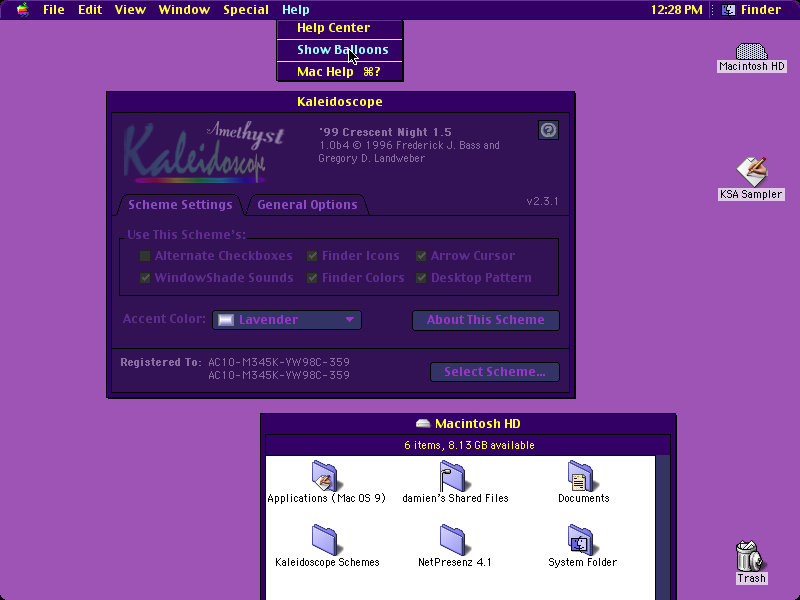 File Edit View Window Special Help 12:28 PM Finder
Help Center
Show Balloons
Mac Help ⌘?
Macintosh HD
KSA Sampler
Kaleidoscope
Amethyst
Kaleidoscope
'99 Crescent Night 1.5
1.0b4 © 1996 Frederick J. Bass and
Gregory D. Landweber
Scheme Settings General Options v2.3.1
Use This Scheme's:
Alternate Checkboxes Finder Icons Arrow Cursor
WindowShade Sounds Finder Colors Desktop Pattern
Accent Color: Lavender About This Scheme
Registered To: AC10-M345K-YW98C-359
AC10-M345K-YW98C-359
Select Scheme...
Macintosh HD
6 items, 8.13 GB available
Applications (Mac OS 9) damien's Shared Files Documents
Kaleidoscope Schemes NetPresenz 4.1 System Folder
Trash